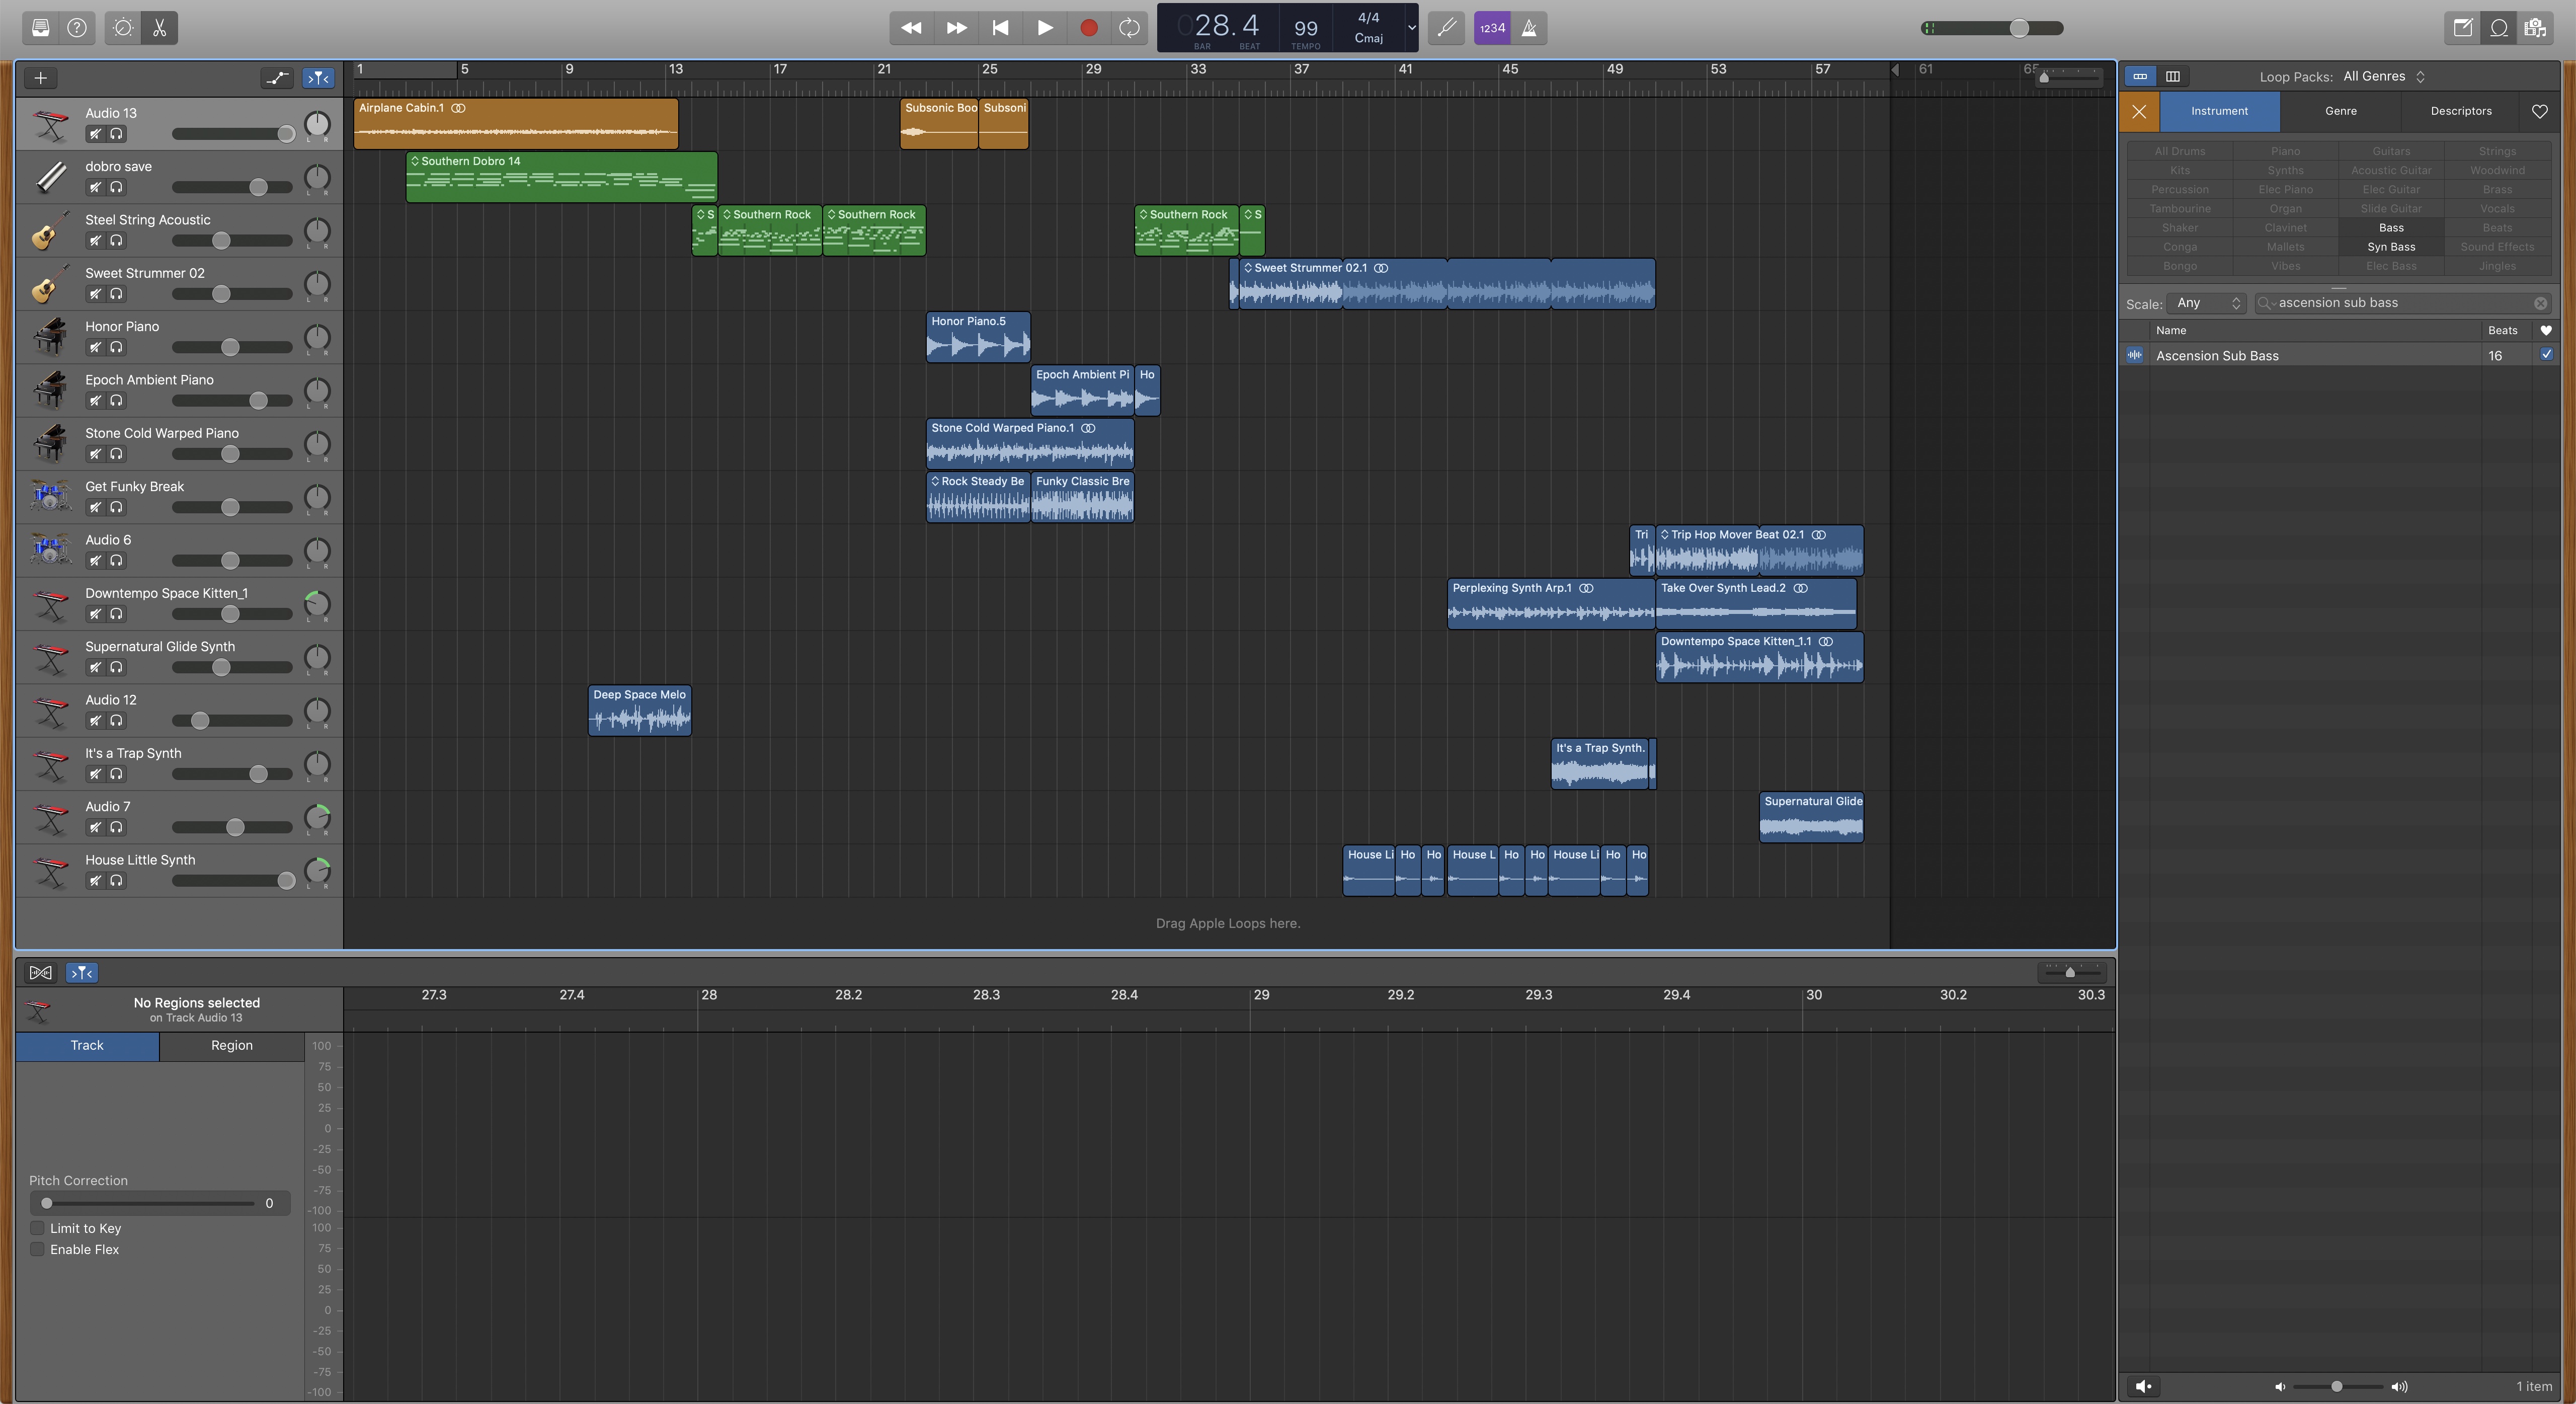 028.4 99 4/4
BAR BEAT TEMPO Cmaj
1234
1 5 9 13 17 21 25 29 33 37 41 45 49 53 57 61 65
Loop Packs: All Genres
Instrument Genre Descriptors
All Drums Piano Guitars Strings
Kits Synths Acoustic Guitar Woodwind
Percussion Elec Piano Elec Guitar Brass
Tambourine Organ Slide Guitar Vocals
Shaker Clavinet Bass Beats
Conga Mallets Syn Bass Sound Effects
Bongo Vibes Elec Bass Jingles
Scale: Any ascension sub bass
Name Beats
Ascension Sub Bass 16
Audio 13
L R
Airplane Cabin.1 Subsonic Boo Subsoni
dobro save
L R
Southern Dobro 14
Steel String Acoustic
L R
S Southern Rock Southern Rock Southern Rock S
Sweet Strummer 02
L R
Sweet Strummer 02.1
Honor Piano
L R
Honor Piano.5
Epoch Ambient Piano
L R
Epoch Ambient Pi Ho
Stone Cold Warped Piano
L R
Stone Cold Warped Piano.1
Get Funky Break
L R
Rock Steady Be Funky Classic Bre
Audio 6
L R
Tri Trip Hop Mover Beat 02.1
Downtempo Space Kitten_1
L R
Perplexing Synth Arp.1 Take Over Synth Lead.2
Supernatural Glide Synth
L R
Downtempo Space Kitten_1.1
Audio 12
L R
Deep Space Melo
It's a Trap Synth
L R
It's a Trap Synth.
Audio 7
L R
Supernatural Glide
House Little Synth
L R
House Li Ho Ho House L Ho Ho House Li Ho Ho
Drag Apple Loops here.
No Regions selected
on Track Audio 13
27.3 27.4 28 28.2 28.3 28.4 29 29.2 29.3 29.4 30 30.2 30.3
Track Region
100
75
50
25
0
-25
-50
-75
-100
100
75
50
25
0
-25
-50
-75
-100
Pitch Correction
0
Limit to Key
Enable Flex
1 item